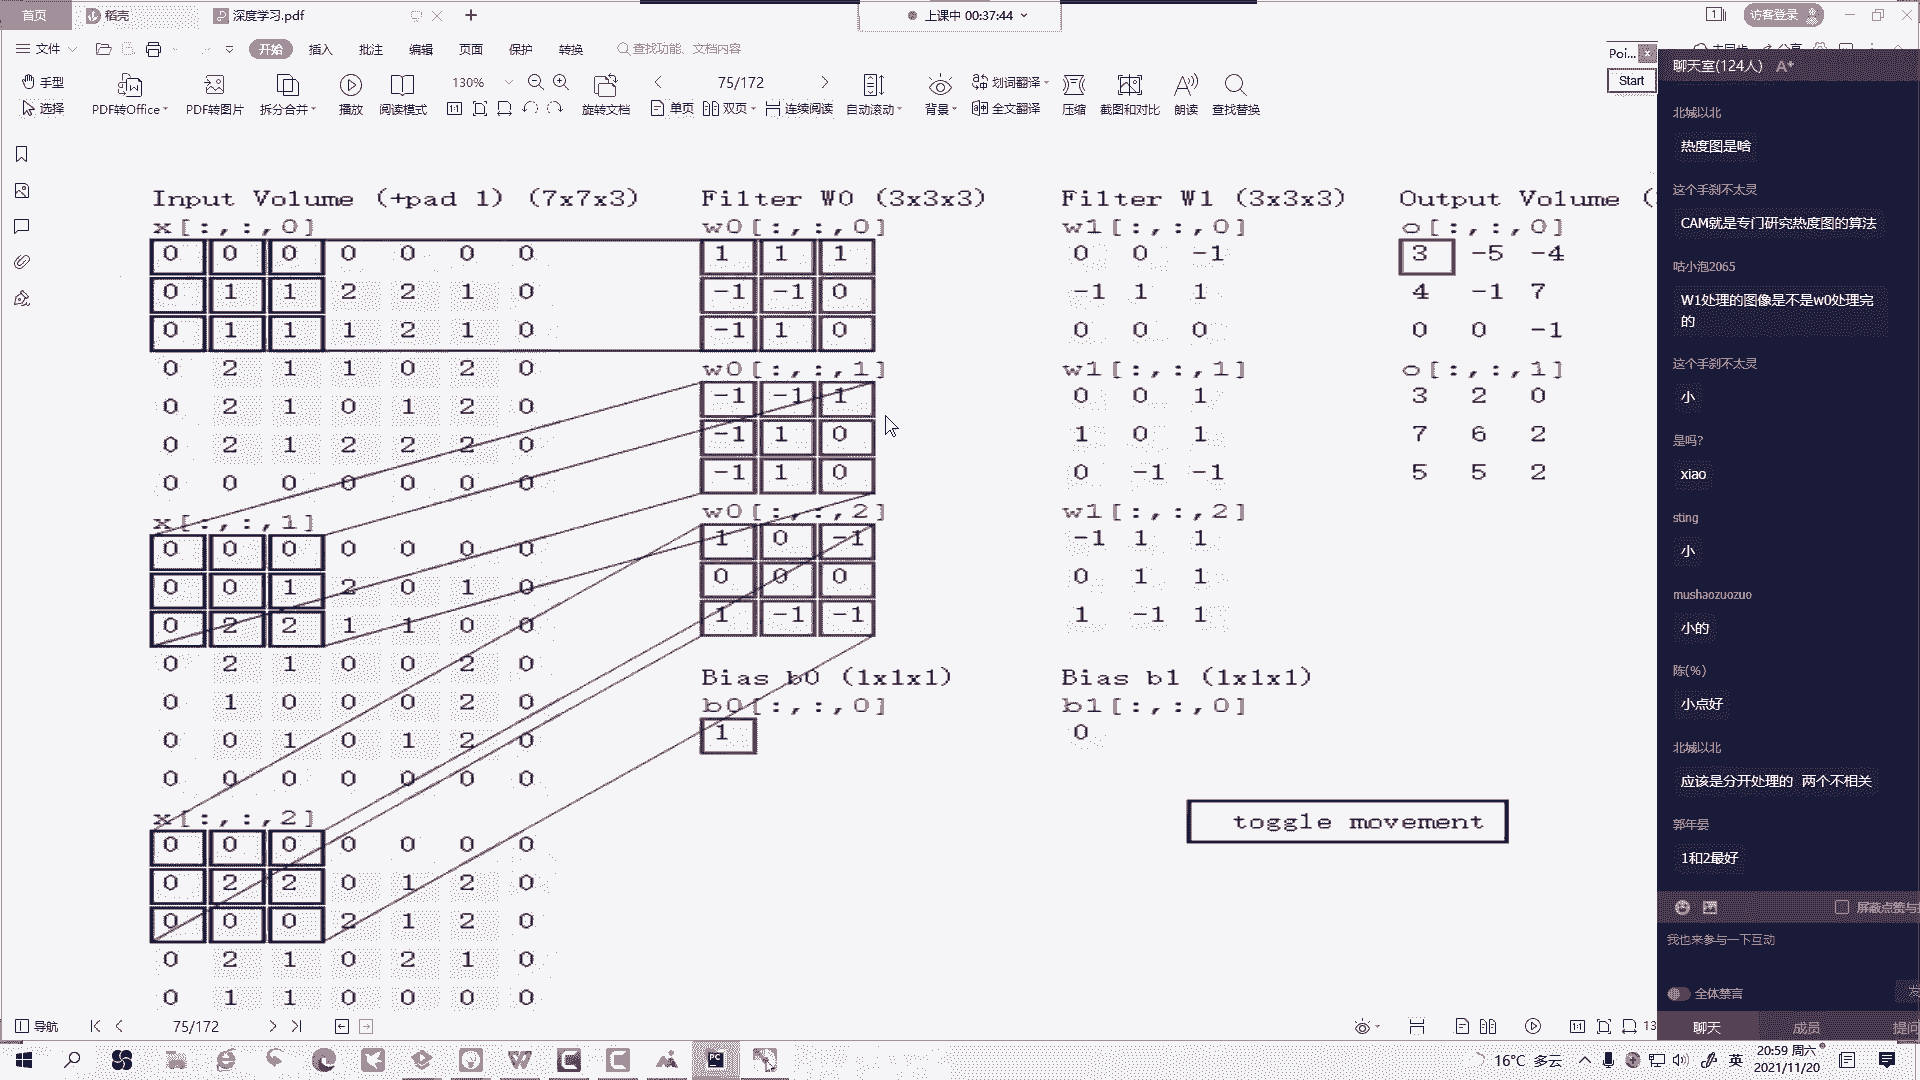 首页 稻壳 深度学习.pdf 上课中 00:37:44 访客登录
文件 开始 插入 批注 编辑 页面 保护 转换 查找功能、文档内容
手型 选择 PDF转Office PDF转图片 拆分合并 播放 阅读模式 130% 旋转文档 75/172 单页 双页 连续阅读 自动滚动 背景 划词翻译 全文翻译 压缩 截图和对比 朗读 查找替换
Poi... x
Start
Input Volume (+pad 1) (7x7x3) Filter W0 (3x3x3) Filter W1 (3x3x3) Output Volume (
x[:,:,0] w0[:,:,0] w1[:,:,0] o[:,:,0]
0 0 0 0 0 0 0 1 1 1 0 0 -1 3 -5 -4
0 1 1 2 2 1 0 -1 -1 0 -1 1 1 4 -1 7
0 1 1 1 2 1 0 -1 1 0 0 0 0 0 0 -1
0 2 1 1 0 2 0 w0[:,:,1] w1[:,:,1] o[:,:,1]
0 2 1 0 1 2 0 -1 -1 1 0 0 1 3 2 0
0 2 1 2 2 2 0 -1 1 0 1 0 1 7 6 2
0 0 0 0 0 0 0 -1 1 0 0 -1 -1 5 5 2
x[:,:,1] w0[:,:,2] w1[:,:,2]
0 0 0 0 0 0 0 1 0 -1 -1 1 1
0 0 1 2 0 1 0 0 0 0 0 1 1
0 2 2 1 1 0 0 1 -1 -1 1 -1 1
0 2 1 0 0 2 0 Bias b0 (1x1x1) Bias b1 (1x1x1)
0 1 0 0 0 2 0 b0[:,:,0] b1[:,:,0]
0 0 1 0 1 2 0 1 0
0 0 0 0 0 0 0
x[:,:,2]
0 0 0 0 0 0 0
0 2 2 0 1 2 0
0 0 0 2 1 2 0
0 2 1 0 2 1 0
0 1 1 0 0 0 0
toggle movement
聊天室(124人) A+
北城以北
热度图是啥
这个手刹不太灵
CAM就是专门研究热度图的算法
咕小泡2065
W1处理的图像是不是w0处理完
的
这个手刹不太灵
小
是吗?
xiao
sting
小
mushaozuozuo
小的
陈(%)
小点好
北城以北
应该是分开处理的 两个不相关
郭年晏
1和2最好
屏蔽点赞与
我也来参与一下互动
全体禁言
聊天 成员 提问
导航 75/172 13
16°C 多云 英 20:59 周六
2021/11/20